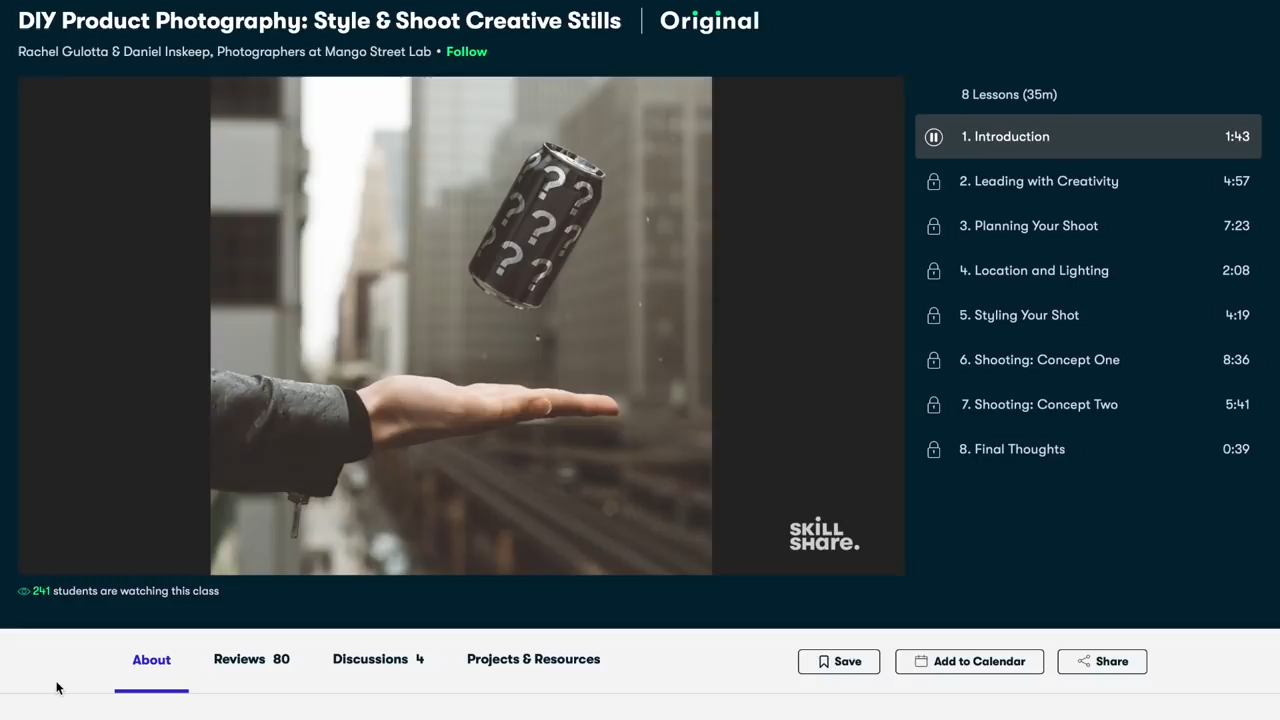 DIY Product Photography: Style & Shoot Creative Stills | Original
Rachel Gulotta & Daniel Inskeep, Photographers at Mango Street Lab • Follow
8 Lessons (35m)
1. Introduction 1:43
2. Leading with Creativity 4:57
3. Planning Your Shoot 7:23
4. Location and Lighting 2:08
5. Styling Your Shot 4:19
6. Shooting: Concept One 8:36
7. Shooting: Concept Two 5:41
8. Final Thoughts 0:39
? ? ? ? ? ? ? ?
SKILL
SHARE.
241 students are watching this class
About Reviews 80 Discussions 4 Projects & Resources Save Add to Calendar Share